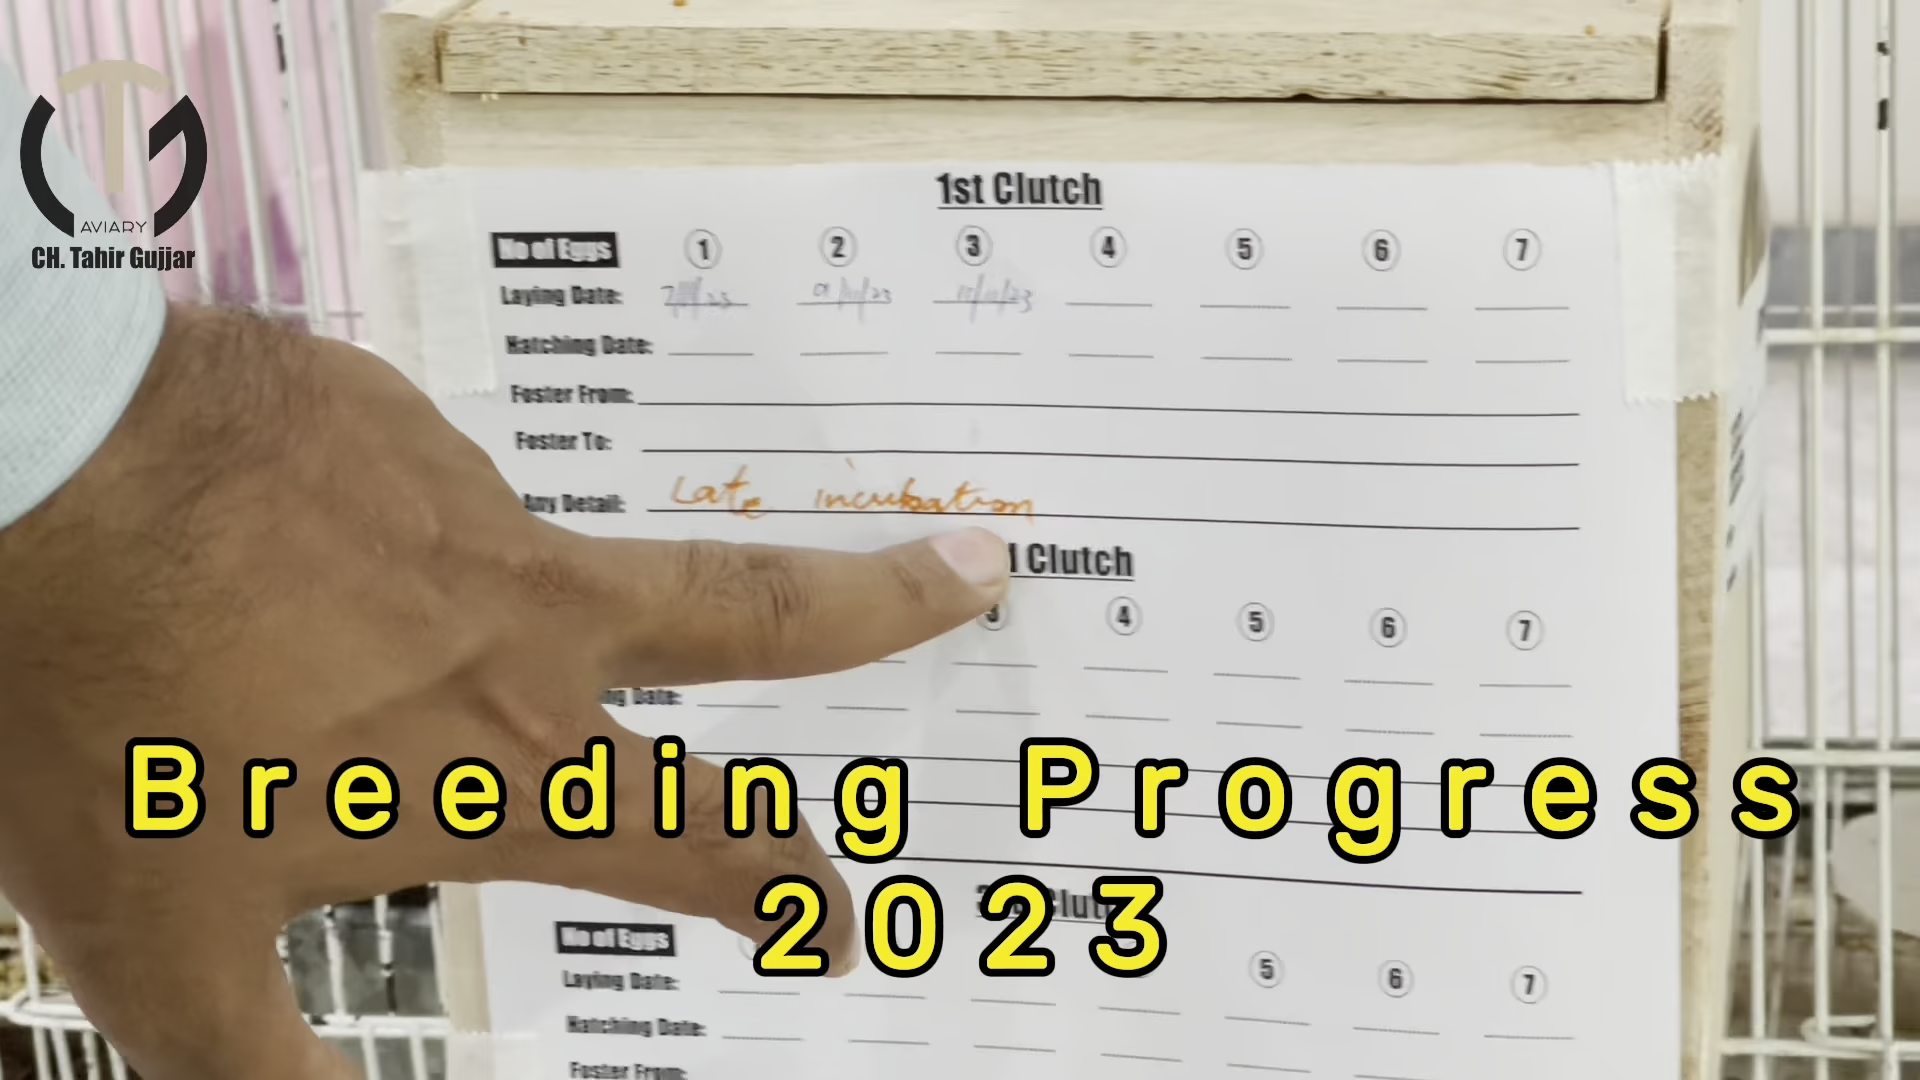 T
AVIARY
CH. Tahir Gujjar
1st Clutch
No of Eggs 1 2 3 4 5 6 7
Laying Date:
Hatching Date:
Foster From:
Foster To:
Any Detail: Late incubation
Clutch
3 4 5 6 7
Date:
Breeding Progress
2023
No of Eggs 5 6 7
Laying Date:
Hatching Date:
Foster From: